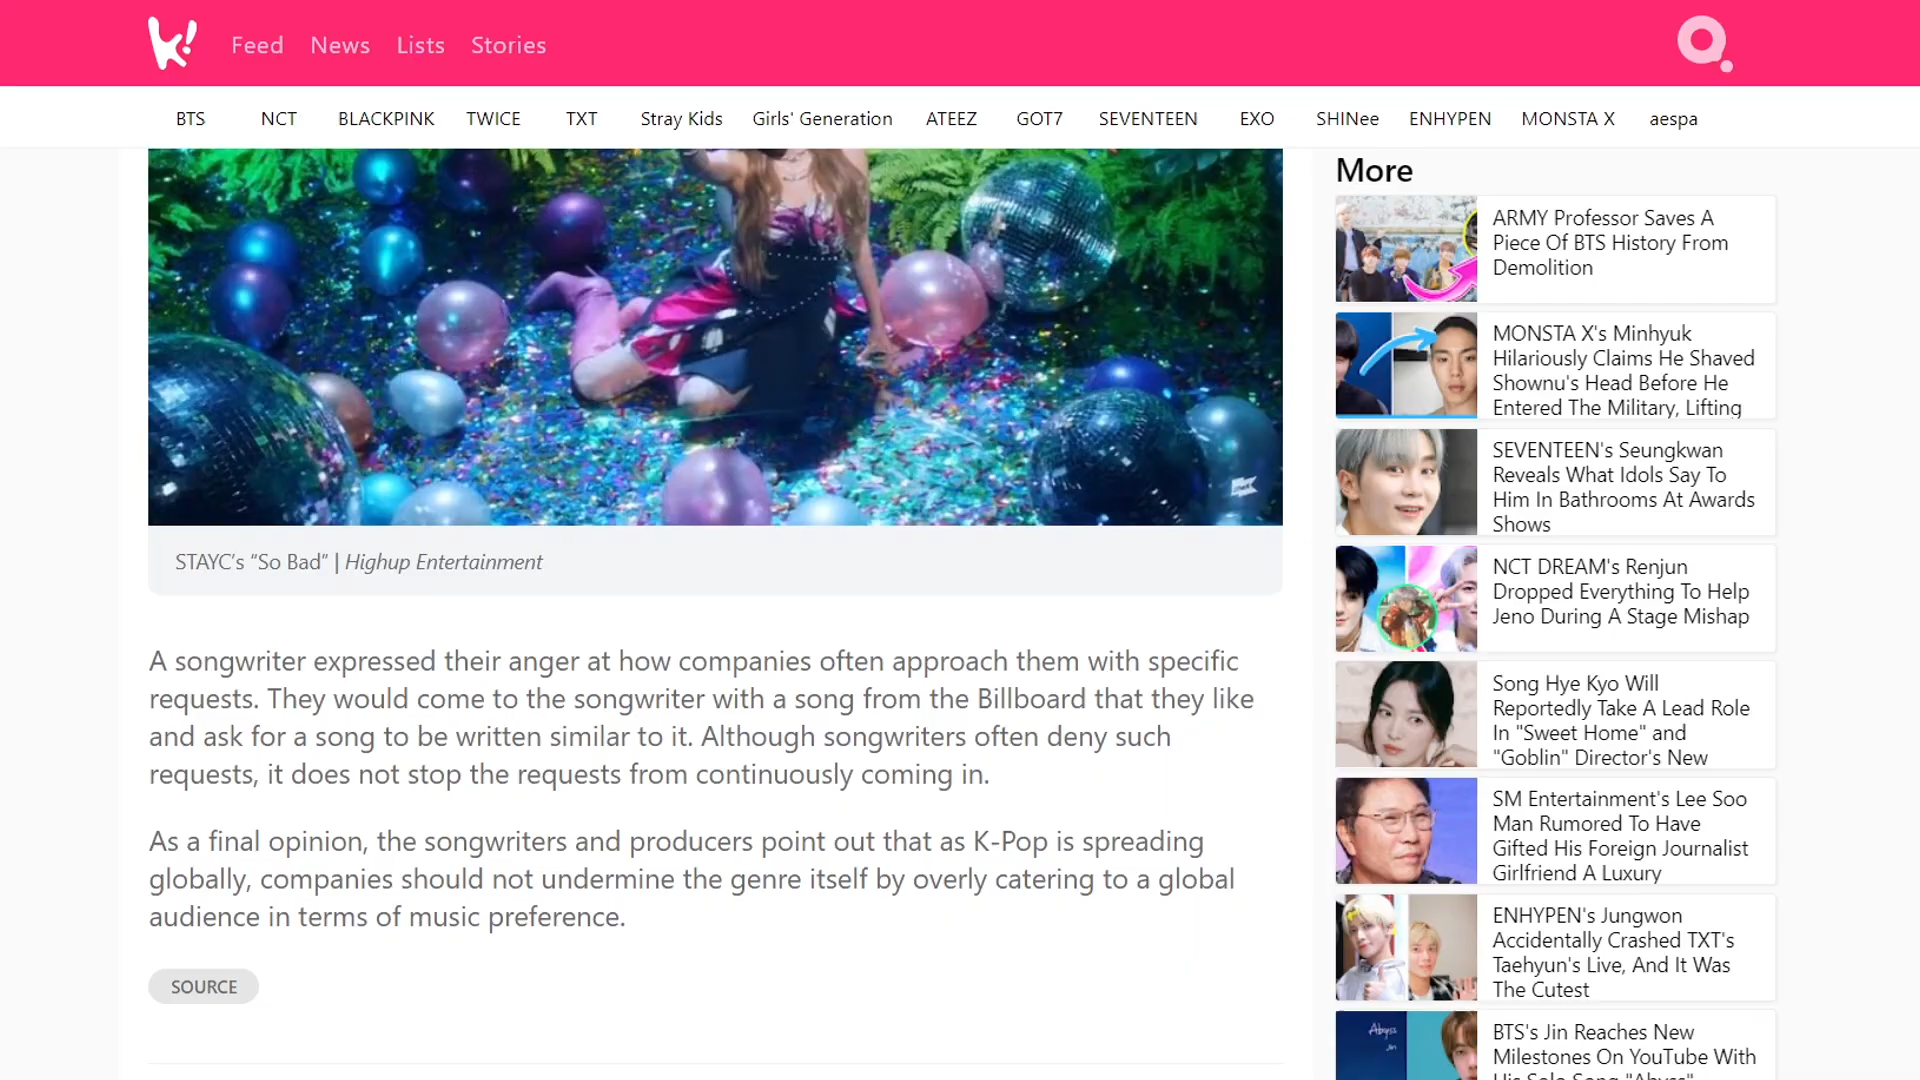 Feed News Lists Stories
BTS NCT BLACKPINK TWICE TXT Stray Kids Girls' Generation ATEEZ GOT7 SEVENTEEN EXO SHINee ENHYPEN MONSTA X aespa
STAYC’s “So Bad” | Highup Entertainment
A songwriter expressed their anger at how companies often approach them with specific
requests. They would come to the songwriter with a song from the Billboard that they like
and ask for a song to be written similar to it. Although songwriters often deny such
requests, it does not stop the requests from continuously coming in.
As a final opinion, the songwriters and producers point out that as K-Pop is spreading
globally, companies should not undermine the genre itself by overly catering to a global
audience in terms of music preference.
SOURCE
More
ARMY Professor Saves A
Piece Of BTS History From
Demolition
MONSTA X's Minhyuk
Hilariously Claims He Shaved
Shownu's Head Before He
Entered The Military, Lifting
SEVENTEEN's Seungkwan
Reveals What Idols Say To
Him In Bathrooms At Awards
Shows
NCT DREAM's Renjun
Dropped Everything To Help
Jeno During A Stage Mishap
Song Hye Kyo Will
Reportedly Take A Lead Role
In "Sweet Home" and
"Goblin" Director's New
SM Entertainment's Lee Soo
Man Rumored To Have
Gifted His Foreign Journalist
Girlfriend A Luxury
ENHYPEN's Jungwon
Accidentally Crashed TXT's
Taehyun's Live, And It Was
The Cutest
Abyss
Jin
BTS's Jin Reaches New
Milestones On YouTube With
His Solo Song "Abyss"